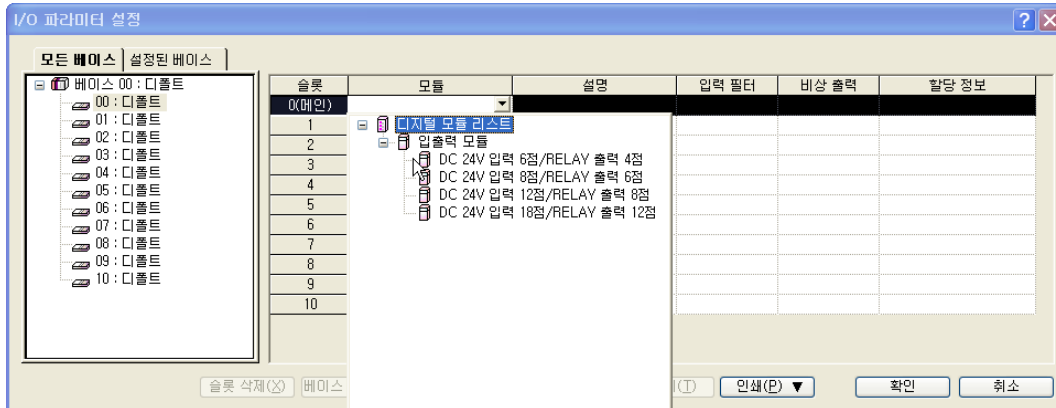 I/O 파라미터 설정
모든 베이스 설정된 베이스
베이스 00 : 디폴트
00 : 디폴트
01 : 디폴트
02 : 디폴트
03 : 디폴트
04 : 디폴트
05 : 디폴트
06 : 디폴트
07 : 디폴트
08 : 디폴트
09 : 디폴트
10 : 디폴트
슬롯 모듈 설명 입력 필터 비상 출력 할당 정보
0(메인)
1
2
3
4
5
6
7
8
9
10
디지털 모듈 리스트
입출력 모듈
DC 24V 입력 6점/RELAY 출력 4점
DC 24V 입력 8점/RELAY 출력 6점
DC 24V 입력 12점/RELAY 출력 8점
DC 24V 입력 18점/RELAY 출력 12점
슬롯 삭제(X) 베이스 (T) 인쇄(P) ▼ 확인 취소